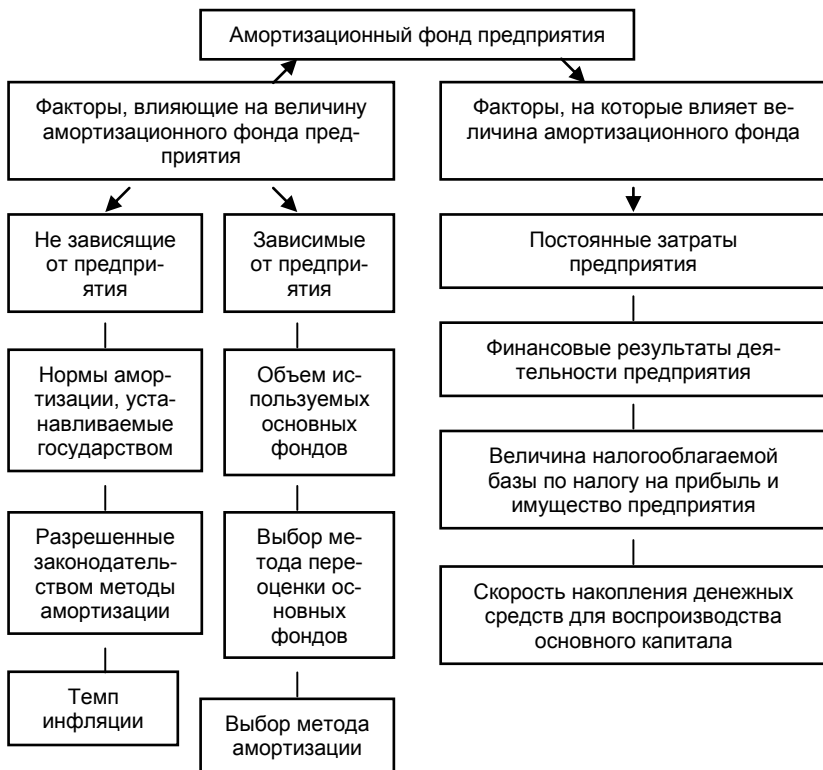 Амортизационный фонд предприятия
Факторы, влияющие на величину
амортизационного фонда пред-
приятия
Факторы, на которые влияет ве-
личина амортизационного фонда
Не зависящие
от предпри-
ятия
Зависимые
от предпри-
ятия
Постоянные затраты
предприятия
Нормы амор-
тизации, уста-
навливаемые
государством
Объем ис-
пользуемых
основных
фондов
Финансовые результаты дея-
тельности предприятия
Величина налогооблагаемой
базы по налогу на прибыль и
имущество предприятия
Разрешенные
законодатель-
ством методы
амортизации
Выбор ме-
тода пере-
оценки ос-
новных
фондов
Скорость накопления денежных
средств для воспроизводства
основного капитала
Темп
инфляции
Выбор метода
амортизации